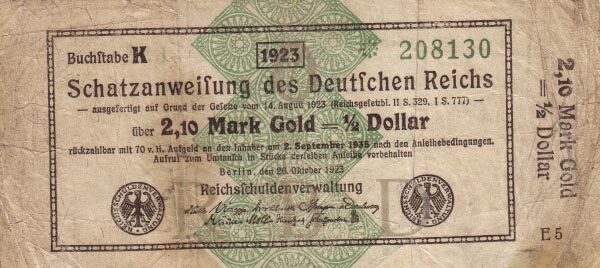 Buchstabe K
1923
* 208130
Schatzanweisung des Deutschen Reichs
— ausgefertigt auf Grund der Gesetze vom 14. August 1923 (Reichsgesetzbl. II S. 329, I S. 777) —
über 2,10 Mark Gold = ½ Dollar
rückzahlbar mit 70 v. H. Aufgeld an den Inhaber am 2. September 1935 nach den Anleihebedingungen.
Aufruf zum Umtausch in Stücke derselben Anleihe vorbehalten
Berlin, den 26. Oktober 1923
Reichsschuldenverwaltung
REICHSSCHULDENVERWALTUNG
REICHSSCHULDENVERWALTUNG
2,10 Mark Gold
= ½ Dollar
E 5